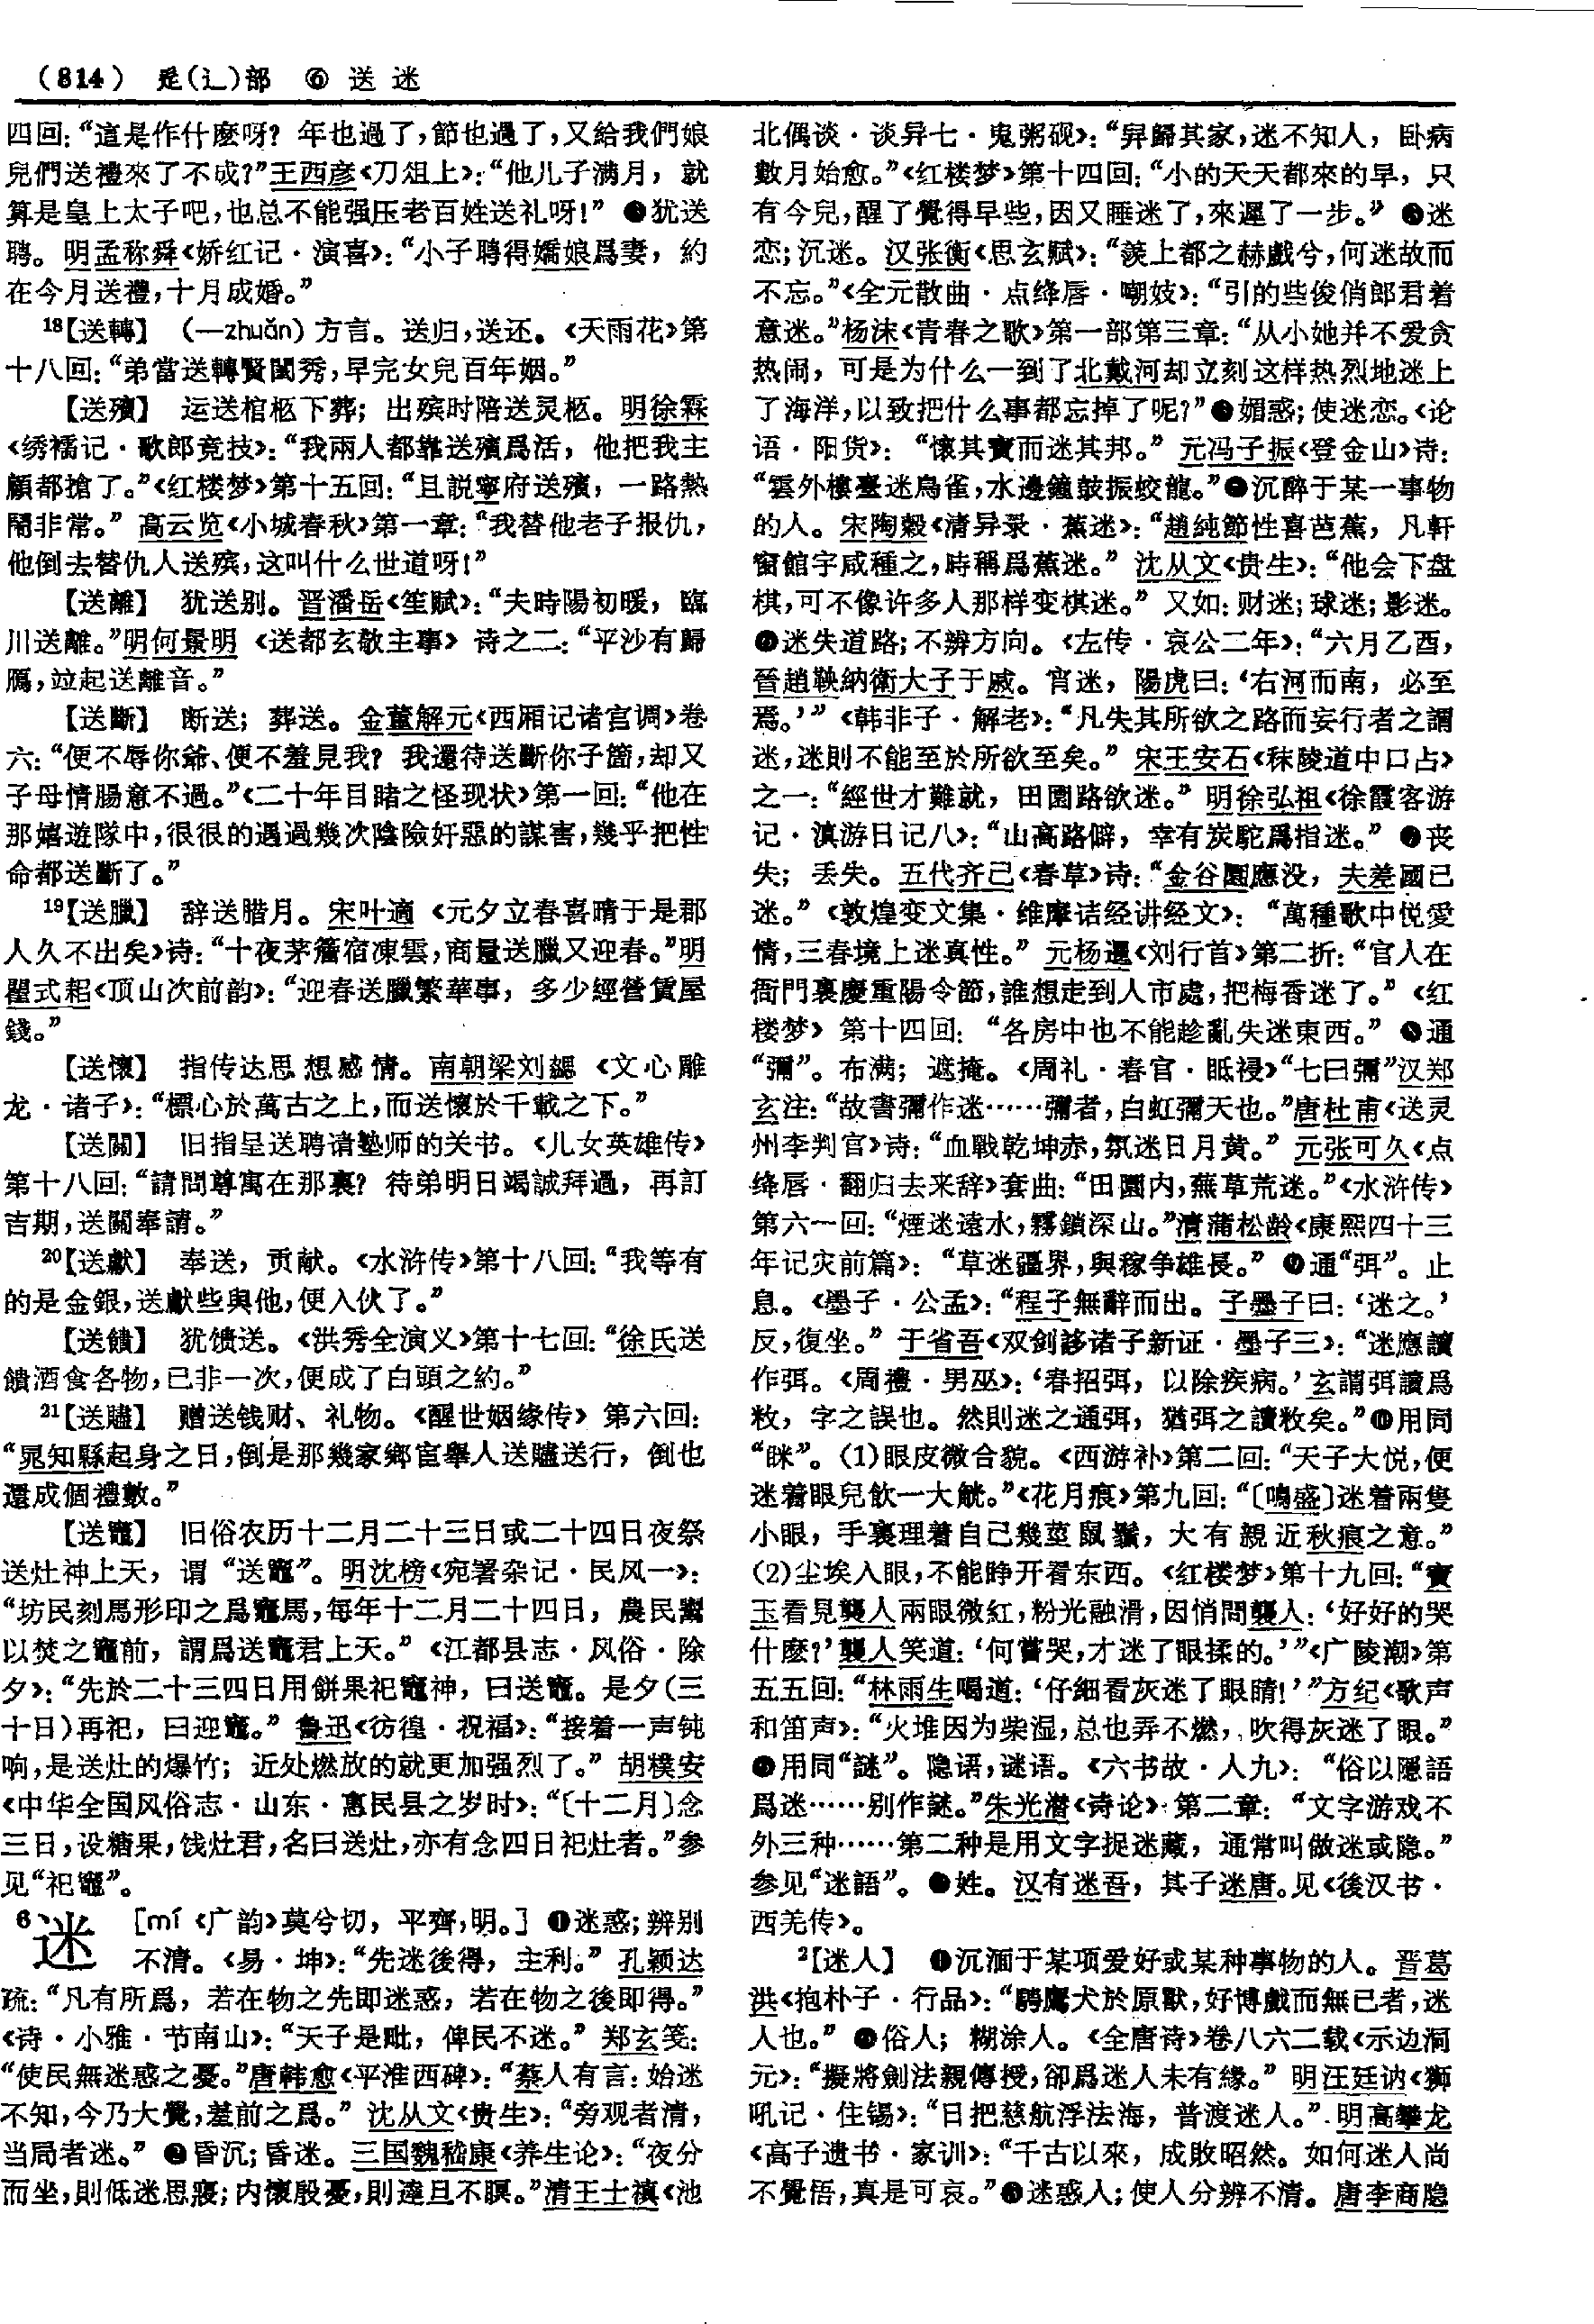 （814） 辵(辶)部 ⑥ 送 迷
四回：“這是作什麽呀？年也過了，節也過了，又給我們娘
兒們送禮來了不成？”王西彦《刀俎上》：“他儿子满月，就
算是皇上太子吧，也总不能强压老百姓送礼呀！” ❸犹送
聘。明孟称舜《娇红记·演喜》：“小子聘得嬌娘爲妻，約
在今月送禮，十月成婚。”
18【送轉】 （—zhuǎn）方言。送归，送还。《天雨花》第
十八回：“弟當送轉賢閨秀，早完女兒百年姻。”
【送殯】 运送棺柩下葬；出殡时陪送灵柩。明徐霖
《绣襦记·歌郎竞技》：“我兩人都靠送殯爲活，他把我主
顧都搶了。”《红楼梦》第十五回：“且説寧府送殯，一路熱
鬧非常。” 高云览《小城春秋》第一章：“我替他老子报仇，
他倒去替仇人送殡，这叫什么世道呀！”
【送離】 犹送别。晋潘岳《笙赋》：“夫時陽初暖，臨
川送離。”明何景明《送都玄敬主事》诗之二：“平沙有歸
鴈，竝起送離音。”
【送斷】 断送；葬送。金董解元《西厢记诸宫调》卷
六：“便不辱你爺、便不羞見我？我還待送斷你子箇，却又
子母情腸意不過。”《二十年目睹之怪现状》第一回：“他在
那嬉遊隊中，很很的遇過幾次陰險奸惡的謀害，幾乎把性
命都送斷了。”
19【送臘】 辞送腊月。宋叶適《元夕立春喜晴于是郡
人久不出矣》诗：“十夜茅簷宿凍雲，商量送臘又迎春。”明
瞿式耜《顶山次前韵》：“迎春送臘繁華事，多少經營賃屋
錢。”
【送懷】 指传达思想感情。南朝梁刘勰《文心雕
龙·诸子》：“標心於萬古之上，而送懷於千載之下。”
【送關】 旧指呈送聘请塾师的关书。《儿女英雄传》
第十八回：“請問尊寓在那裏？待弟明日竭誠拜過，再訂
吉期，送關奉請。”
20【送獻】 奉送，贡献。《水浒传》第十八回：“我等有
的是金銀，送獻些與他，便入伙了。”
【送饋】 犹馈送。《洪秀全演义》第十七回：“徐氏送
饋酒食各物，已非一次，便成了白頭之約。”
21【送贐】 赠送钱财、礼物。《醒世姻缘传》第六回：
“晁知縣起身之日，倒是那幾家鄉宦舉人送贐送行，倒也
還成個禮數。”
【送竈】 旧俗农历十二月二十三日或二十四日夜祭
送灶神上天，谓“送竈”。明沈榜《宛署杂记·民风一》：
“坊民刻馬形印之爲竈馬，每年十二月二十四日，農民鬻
以焚之竈前，謂爲送竈君上天。”《江都县志·风俗·除
夕》：“先於二十三四日用餅果祀竈神，曰送竈。是夕（三
十日）再祀，曰迎竈。” 鲁迅《彷徨·祝福》：“接着一声钝
响，是送灶的爆竹；近处燃放的就更加强烈了。” 胡樸安
《中华全国风俗志·山东·惠民县之岁时》：“〔十二月〕念
三日，设糖果，饯灶君，名曰送灶，亦有念四日祀灶者。”参
见“祀竈”。
6迷 ［mí《广韵》莫兮切，平齊，明。］❶迷惑；辨别
不清。《易·坤》：“先迷後得，主利。” 孔颖达
疏：“凡有所爲，若在物之先即迷惑，若在物之後即得。”
《诗·小雅·节南山》：“天子是毗，俾民不迷。” 郑玄笺：
“使民無迷惑之憂。”唐韩愈《平淮西碑》：“蔡人有言：始迷
不知，今乃大覺，羞前之爲。” 沈从文《贵生》：“旁观者清，
当局者迷。” ❷昏沉；昏迷。三国魏嵇康《养生论》：“夜分
而坐，則低迷思寢；内懷殷憂，則達旦不瞑。”清王士禛《池
北偶谈·谈异七·鬼粥砚》：“舁歸其家，迷不知人，卧病
數月始愈。”《红楼梦》第十四回：“小的天天都來的早，只
有今兒，醒了覺得早些，因又睡迷了，來遲了一步。” ❸迷
恋；沉迷。汉张衡《思玄赋》：“羨上都之赫戲兮，何迷故而
不忘。”《全元散曲·点绛唇·嘲妓》：“引的些俊俏郎君着
意迷。”杨沫《青春之歌》第一部第三章：“从小她并不爱贪
热闹，可是为什么一到了北戴河却立刻这样热烈地迷上
了海洋，以致把什么事都忘掉了呢？”❹媚惑；使迷恋。《论
语·阳货》：“懷其寶而迷其邦。” 元冯子振《登金山》诗：
“雲外樓臺迷鳥雀，水邊鐘鼓振蛟龍。”❺沉醉于某一事物
的人。宋陶穀《清异录·蕉迷》：“趙純節性喜芭蕉，凡軒
窗館宇咸種之，時稱爲蕉迷。” 沈从文《贵生》：“他会下盘
棋，可不像许多人那样变棋迷。” 又如：财迷；球迷；影迷。
❻迷失道路；不辨方向。《左传·哀公二年》：“六月乙酉，
晉趙鞅納衛大子于戚。宵迷，陽虎曰：‘右河而南，必至
焉。’”《韩非子·解老》：“凡失其所欲之路而妄行者之謂
迷，迷則不能至於所欲至矣。” 宋王安石《秣陵道中口占》
之一：“經世才難就，田園路欲迷。” 明徐弘祖《徐霞客游
记·滇游日记八》：“山高路僻，幸有炭駝爲指迷。” ❼丧
失；丢失。五代齐己《春草》诗：“金谷園應没，夫差國已
迷。”《敦煌变文集·维摩诘经讲经文》：“萬種歌中悦愛
情，三春境上迷真性。” 元杨暹《刘行首》第二折：“官人在
衙門裏慶重陽令節，誰想走到人市處，把梅香迷了。”《红
楼梦》第十四回：“各房中也不能趁亂失迷東西。” ❽通
“彌”。布满；遮掩。《周礼·春官·眡祲》“七曰彌”汉郑
玄注：“故書彌作迷……彌者，白虹彌天也。”唐杜甫《送灵
州李判官》诗：“血戰乾坤赤，氛迷日月黄。” 元张可久《点
绛唇·翻归去来辞》套曲：“田園内，蕪草荒迷。”《水浒传》
第六一回：“煙迷遠水，霧鎖深山。”清蒲松龄《康熙四十三
年记灾前篇》：“草迷疆界，與稼争雄長。” ❾通“弭”。止
息。《墨子·公孟》：“程子無辭而出。子墨子曰：‘迷之。’
反，復坐。” 于省吾《双剑誃诸子新证·墨子三》：“迷應讀
作弭。《周禮·男巫》：‘春招弭，以除疾病。’玄謂弭讀爲
敉，字之誤也。然則迷之通弭，猶弭之讀敉矣。”❿用同
“眯”。（1）眼皮微合貌。《西游补》第二回：“天子大悦，便
迷着眼兒飲一大觥。”《花月痕》第九回：“〔鳴盛〕迷着兩隻
小眼，手裏理着自己幾莖鼠鬚，大有親近秋痕之意。”
（2）尘埃入眼，不能睁开看东西。《红楼梦》第十九回：“寶
玉看見襲人兩眼微紅，粉光融滑，因悄問襲人：‘好好的哭
什麽？’襲人笑道：‘何嘗哭，才迷了眼揉的。’”《广陵潮》第
五五回：“林雨生喝道：‘仔細看灰迷了眼睛！’”方纪《歌声
和笛声》：“火堆因为柴湿，总也弄不燃，吹得灰迷了眼。”
⓫用同“謎”。隐语，谜语。《六书故·人九》：“俗以隱語
爲迷……别作謎。”朱光潜《诗论》第二章：“文字游戏不
外三种……第二种是用文字捉迷藏，通常叫做迷或隐。”
参见“迷語”。⓬姓。汉有迷吾，其子迷唐。见《後汉书·
西羌传》。
2【迷人】 ❶沉湎于某项爱好或某种事物的人。晋葛
洪《抱朴子·行品》：“騁鷹犬於原獸，好博戲而無已者，迷
人也。” ❷俗人；糊涂人。《全唐诗》卷八六二载《示边洞
元》：“擬將劍法親傳授，卻爲迷人未有緣。” 明汪廷讷《狮
吼记·住锡》：“日把慈航浮法海，普渡迷人。”明高攀龙
《高子遗书·家训》：“千古以來，成敗昭然。如何迷人尚
不覺悟，真是可哀。”❸迷惑人；使人分辨不清。唐李商隐